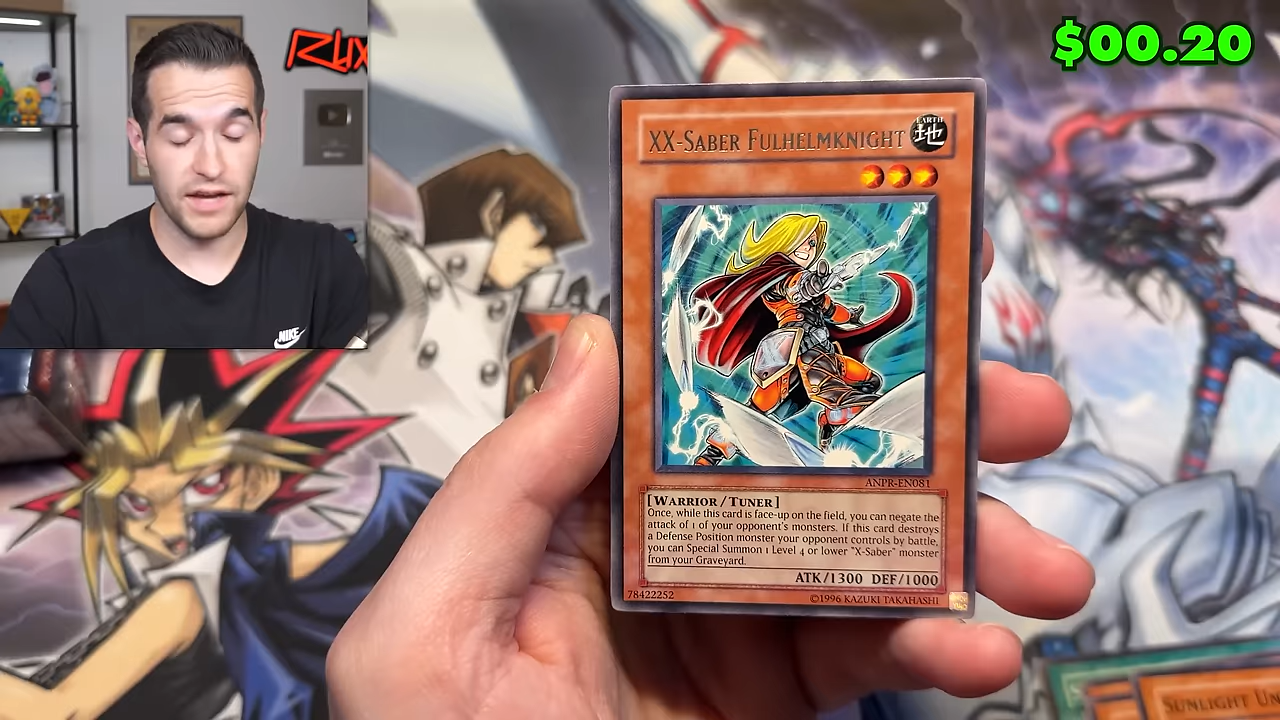 $00.20
XX-SABER FULHELMKNIGHT
EARTH
地
NIKE
ANPR-EN081
[WARRIOR / TUNER]
Once, while this card is face-up on the field, you can negate the
attack of 1 of your opponent's monsters. If this card destroys
a Defense Position monster your opponent controls by battle,
you can Special Summon 1 Level 4 or lower "X-Saber" monster
from your Graveyard.
ATK/1300 DEF/1000
78422252
©1996 KAZUKI TAKAHASHI
SUNLIGHT